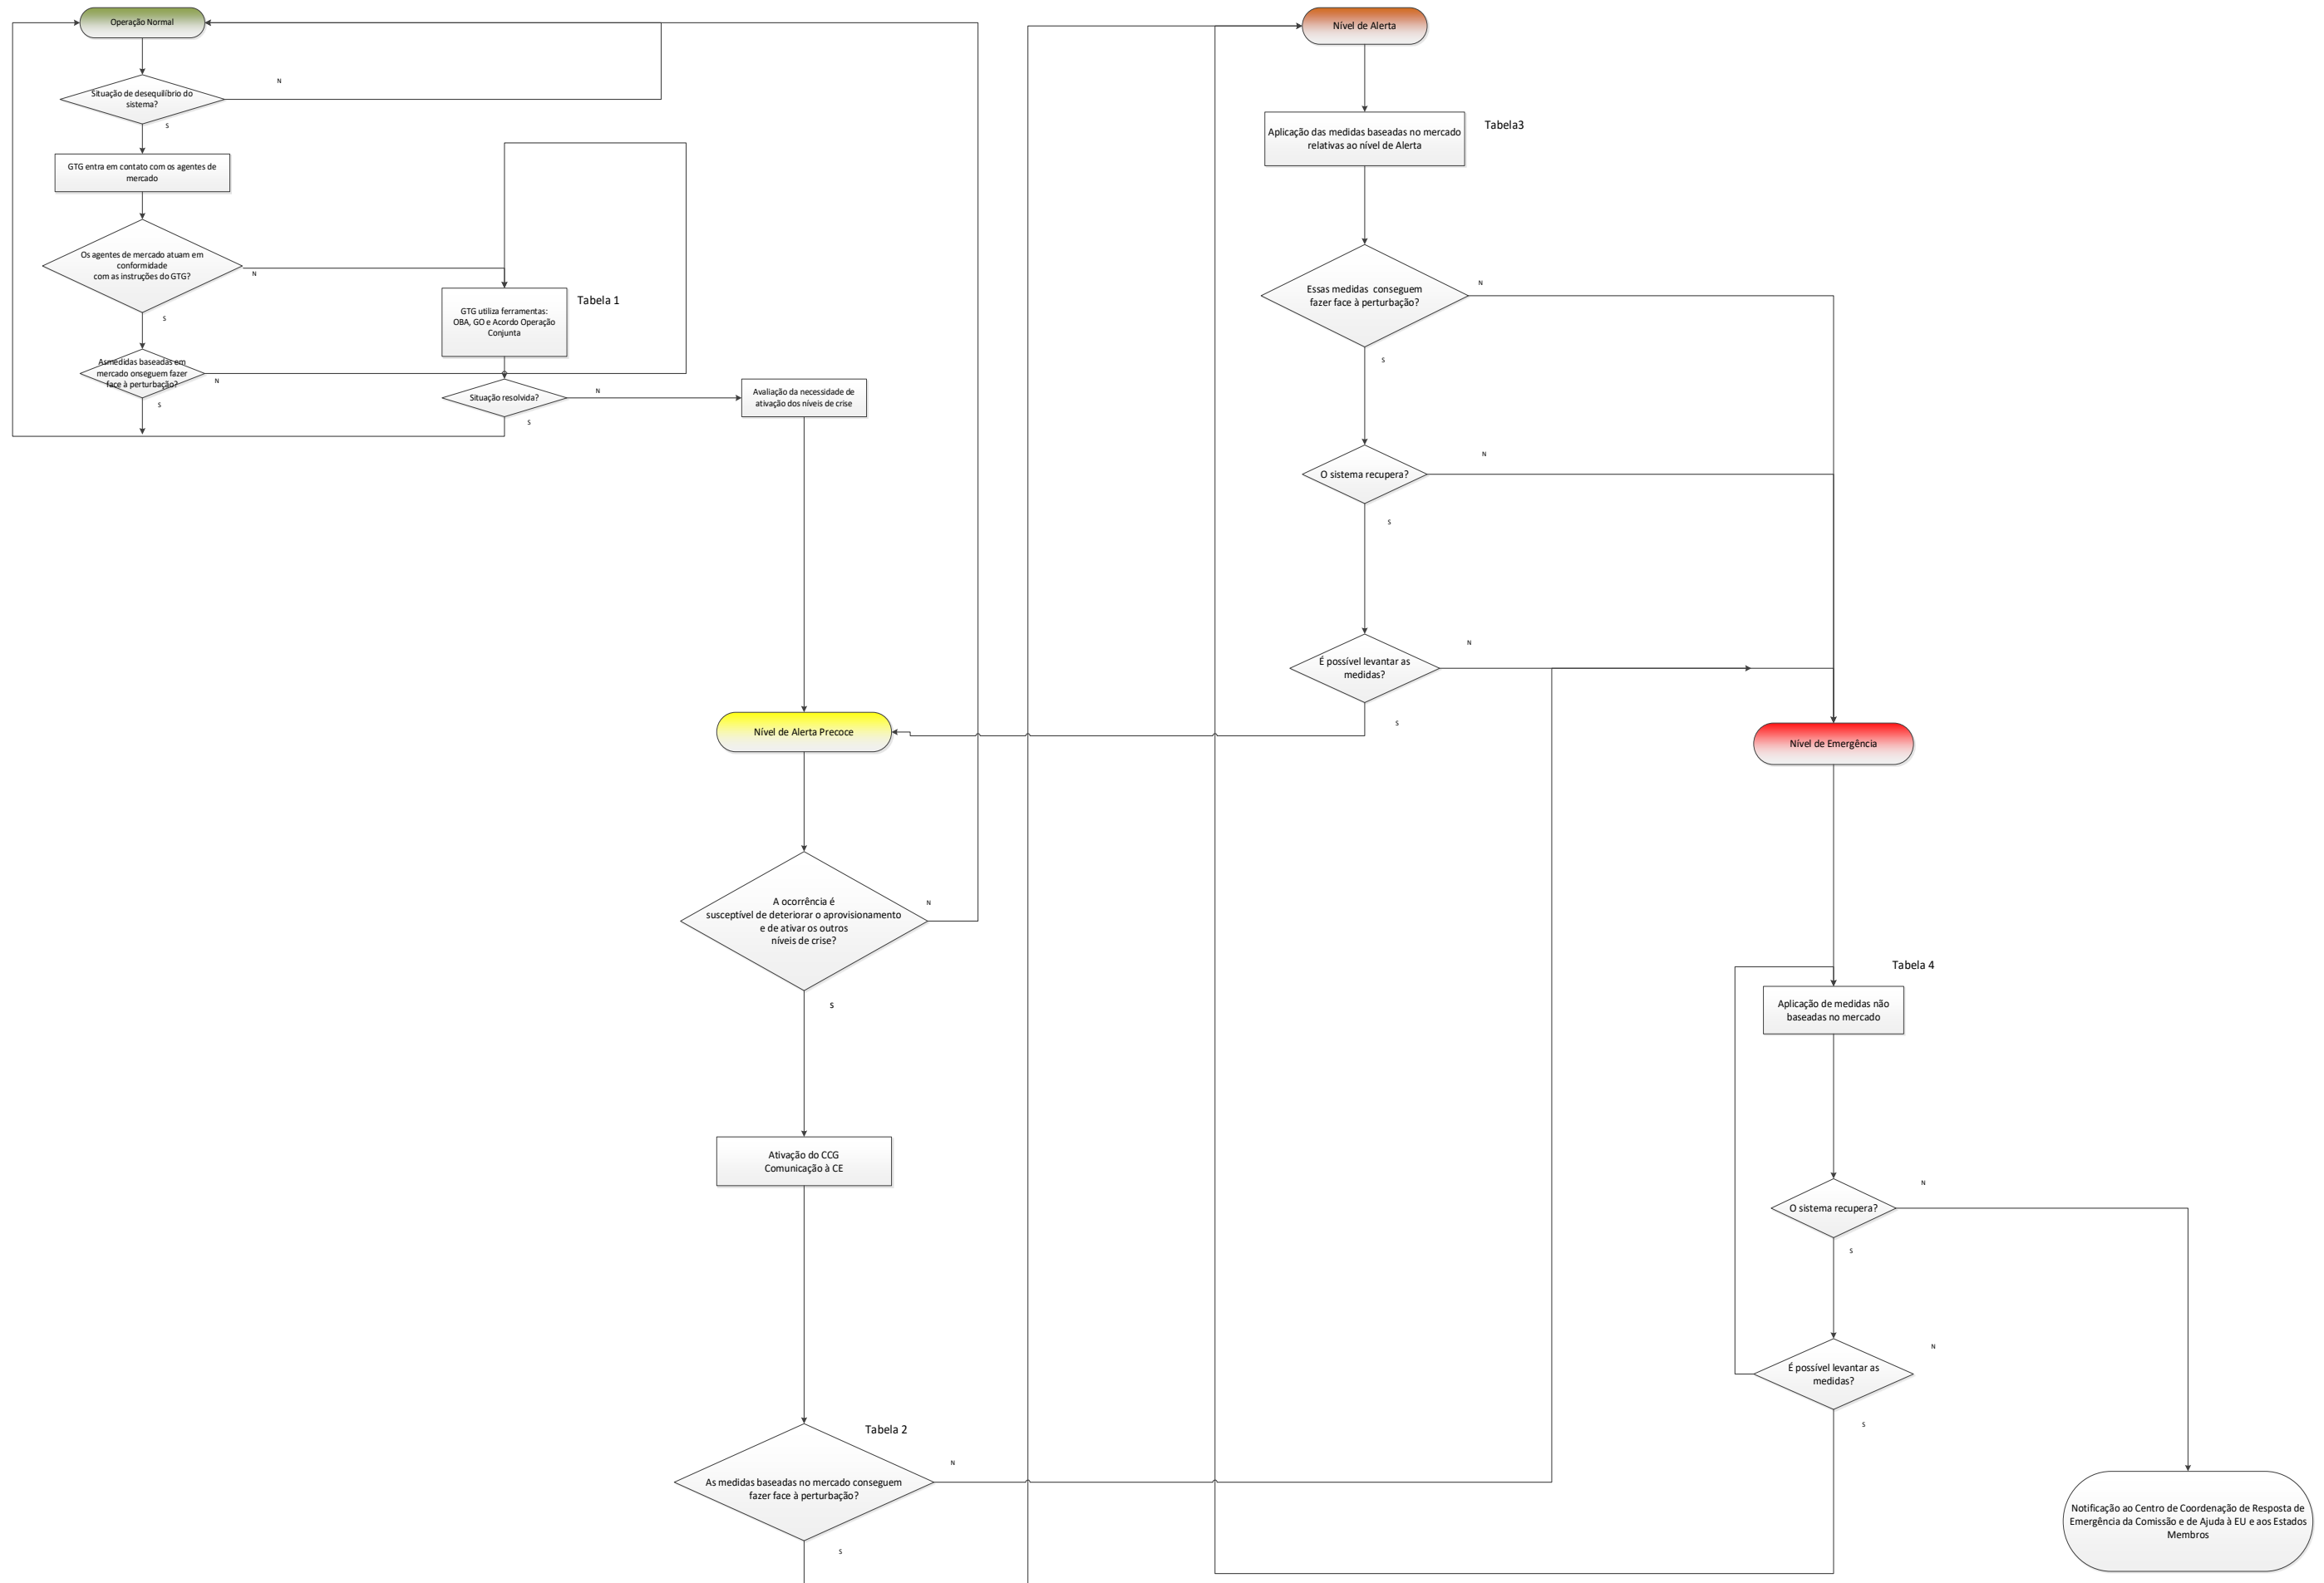 Operação Normal
N
Situação de desequilíbrio do
sistema?
S
GTG entra em contato com os agentes de
mercado
Os agentes de mercado atuam em
conformidade
com as instruções do GTG?
N
S
Asmedidas baseadas em
mercado onseguem fazer
face à perturbação?
N
S
Tabela 1
GTG utiliza ferramentas:
OBA, GO e Acordo Operação
Conjunta
Situação resolvida?
N
S
Avaliação da necessidade de
ativação dos níveis de crise
Nível de Alerta Precoce
A ocorrência é
susceptível de deteriorar o aprovisionamento
e de ativar os outros
níveis de crise?
N
S
Ativação do CCG
Comunicação à CE
Tabela 2
As medidas baseadas no mercado conseguem
fazer face à perturbação?
N
S
Nível de Alerta
Tabela3
Aplicação das medidas baseadas no mercado
relativas ao nível de Alerta
Essas medidas conseguem
fazer face à perturbação?
N
S
O sistema recupera?
N
S
É possível levantar as
medidas?
N
S
Nível de Emergência
Tabela 4
Aplicação de medidas não
baseadas no mercado
O sistema recupera?
N
S
É possível levantar as
medidas?
N
S
Notificação ao Centro de Coordenação de Resposta de
Emergência da Comissão e de Ajuda à EU e aos Estados
Membros